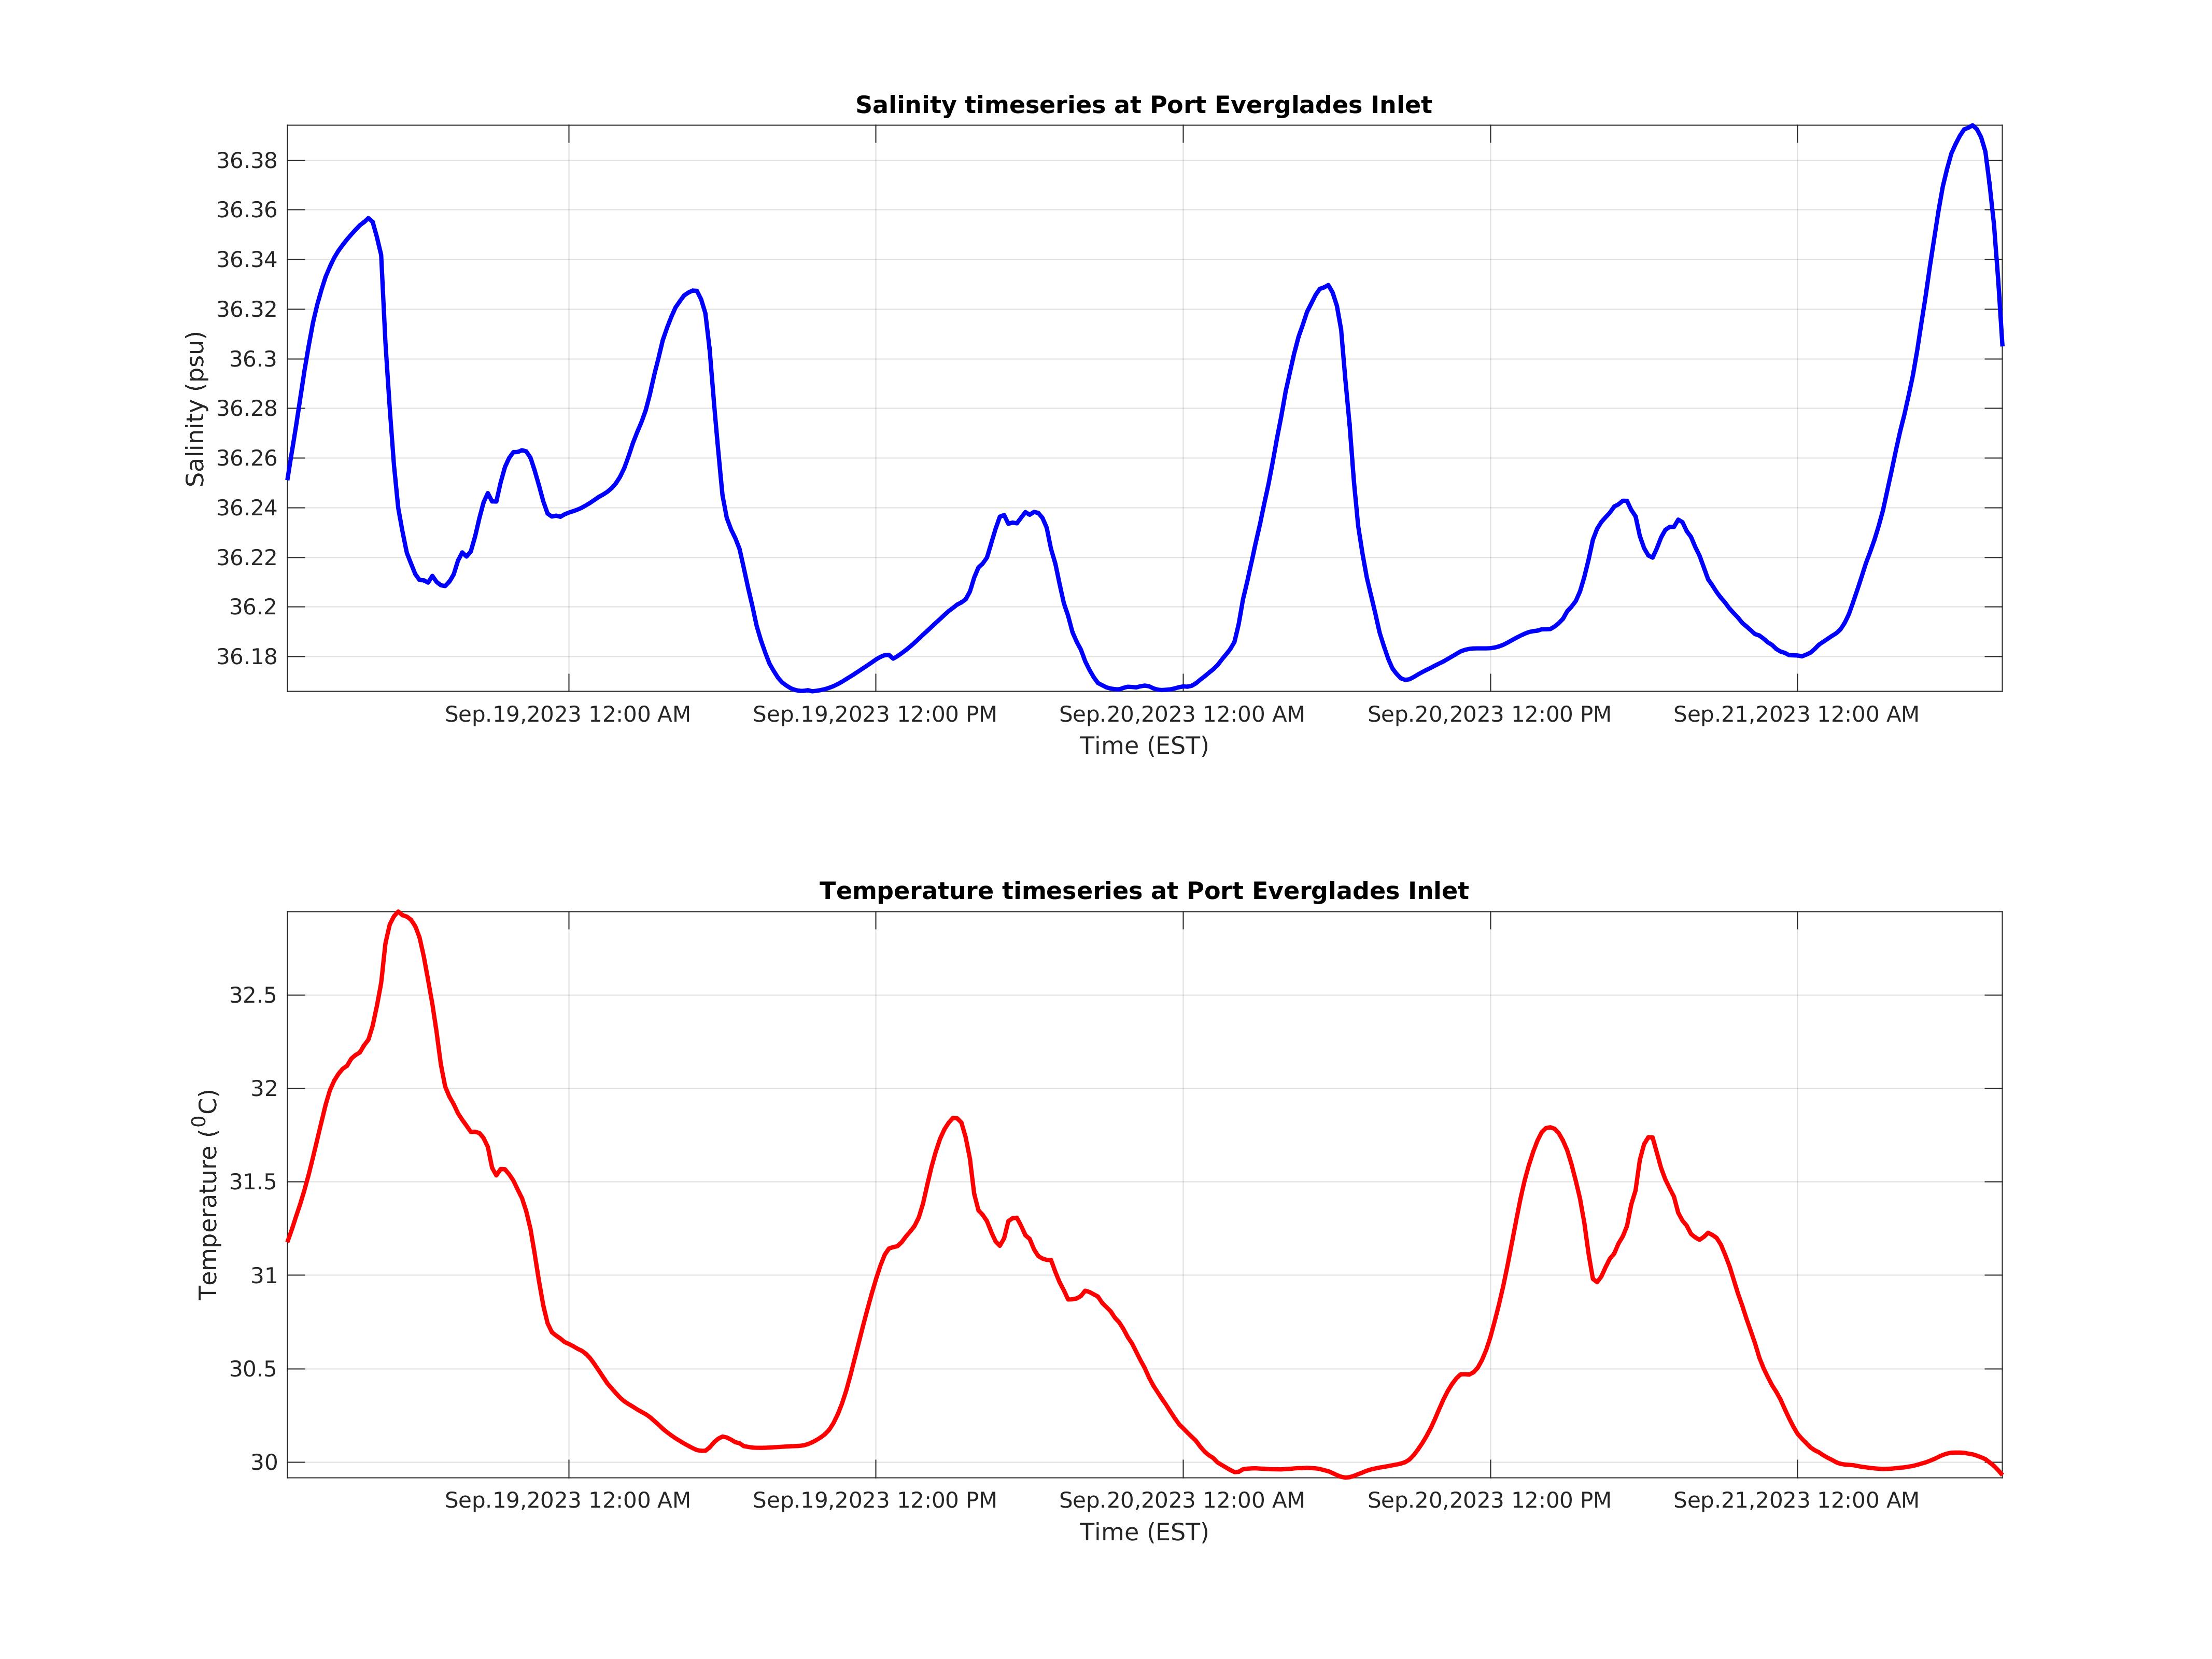 Salinity timeseries at Port Everglades Inlet
36.38
36.36
36.34
36.32
36.3
36.28
36.26
36.24
36.22
36.2
36.18
Salinity (psu)
Sep.19,2023 12:00 AM Sep.19,2023 12:00 PM Sep.20,2023 12:00 AM Sep.20,2023 12:00 PM Sep.21,2023 12:00 AM
Time (EST)
Temperature timeseries at Port Everglades Inlet
32.5
32
31.5
31
30.5
30
Temperature (⁰C)
Sep.19,2023 12:00 AM Sep.19,2023 12:00 PM Sep.20,2023 12:00 AM Sep.20,2023 12:00 PM Sep.21,2023 12:00 AM
Time (EST)